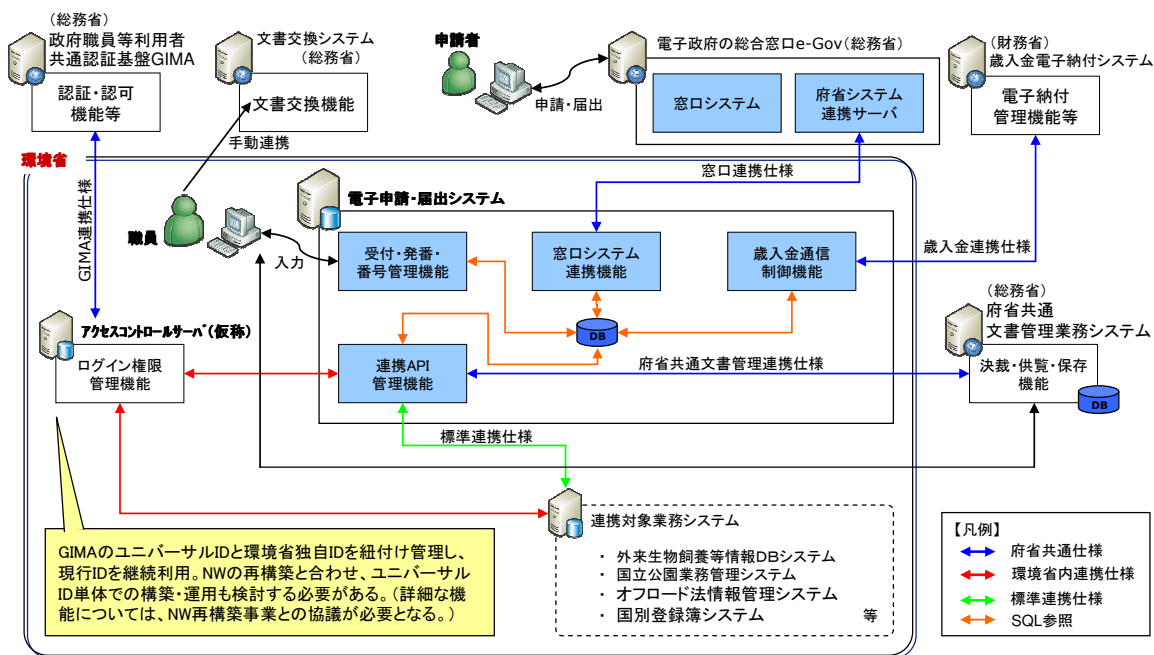 (総務省)
政府職員等利用者
共通認証基盤GIMA
認証・認可
機能等
文書交換システム
(総務省)
文書交換機能
手動連携
申請者
申請・届出
電子政府の総合窓口e-Gov(総務省)
窓口システム
府省システム
連携サーバ
(財務省)
歳入金電子納付システム
電子納付
管理機能等
環境省
GIMA連携仕様
職員
入力
窓口連携仕様
電子申請・届出システム
受付・発番・
番号管理機能
窓口システム
連携機能
歳入金通信
制御機能
歳入金連携仕様
DB
アクセスコントロールサーバ(仮称)
ログイン権限
管理機能
連携API
管理機能
府省共通文書管理連携仕様
(総務省)
府省共通
文書管理業務システム
決裁・供覧・保存
機能
DB
標準連携仕様
GIMAのユニバーサルIDと環境省独自IDを紐付け管理し、
現行IDを継続利用。NWの再構築と合わせ、ユニバーサル
ID単体での構築・運用も検討する必要がある。(詳細な機
能については、NW再構築事業との協議が必要となる。)
連携対象業務システム
・ 外来生物飼養等情報DBシステム
・ 国立公園業務管理システム
・ オフロード法情報管理システム
・ 国別登録簿システム 等
【凡例】
府省共通仕様
環境省内連携仕様
標準連携仕様
SQL参照